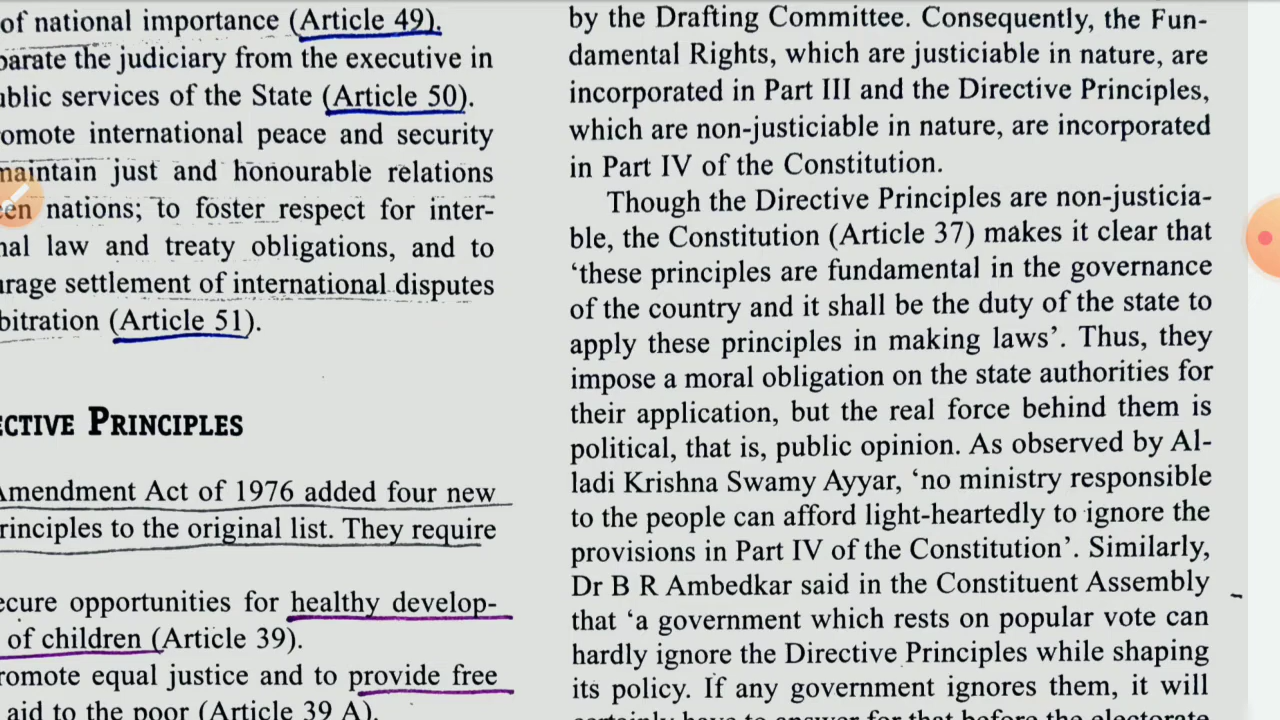 of national importance (Article 49).
parate the judiciary from the executive in
ublic services of the State (Article 50).
omote international peace and security
maintain just and honourable relations
een nations; to foster respect for inter-
nal law and treaty obligations, and to
urage settlement of international disputes
bitration (Article 51).
ECTIVE PRINCIPLES
Amendment Act of 1976 added four new
rinciples to the original list. They require
ecure opportunities for healthy develop-
of children (Article 39).
romote equal justice and to provide free
aid to the poor (Article 39 A).
by the Drafting Committee. Consequently, the Fun-
damental Rights, which are justiciable in nature, are
incorporated in Part III and the Directive Principles,
which are non-justiciable in nature, are incorporated
in Part IV of the Constitution.
Though the Directive Principles are non-justicia-
ble, the Constitution (Article 37) makes it clear that
‘these principles are fundamental in the governance
of the country and it shall be the duty of the state to
apply these principles in making laws’. Thus, they
impose a moral obligation on the state authorities for
their application, but the real force behind them is
political, that is, public opinion. As observed by Al-
ladi Krishna Swamy Ayyar, ‘no ministry responsible
to the people can afford light-heartedly to ignore the
provisions in Part IV of the Constitution’. Similarly,
Dr B R Ambedkar said in the Constituent Assembly
that ‘a government which rests on popular vote can
hardly ignore the Directive Principles while shaping
its policy. If any government ignores them, it will
certainly have to answer for that before the electorate